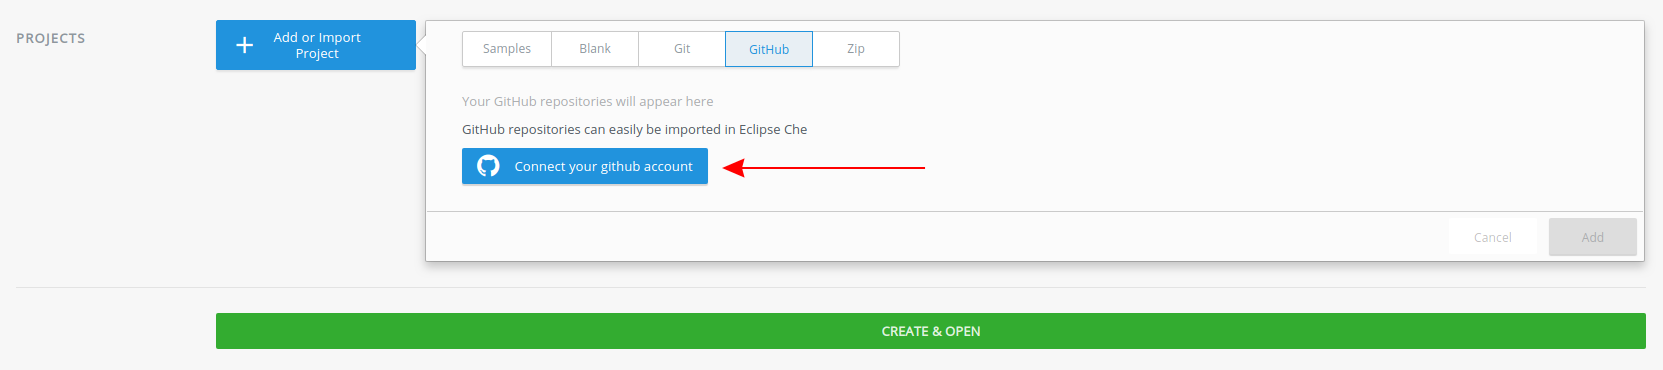 PROJECTS
Add or Import
Project
Samples
Blank
Git
GitHub
Zip
Your GitHub repositories will appear here
GitHub repositories can easily be imported in Eclipse Che
Connect your github account
Cancel
Add
CREATE & OPEN